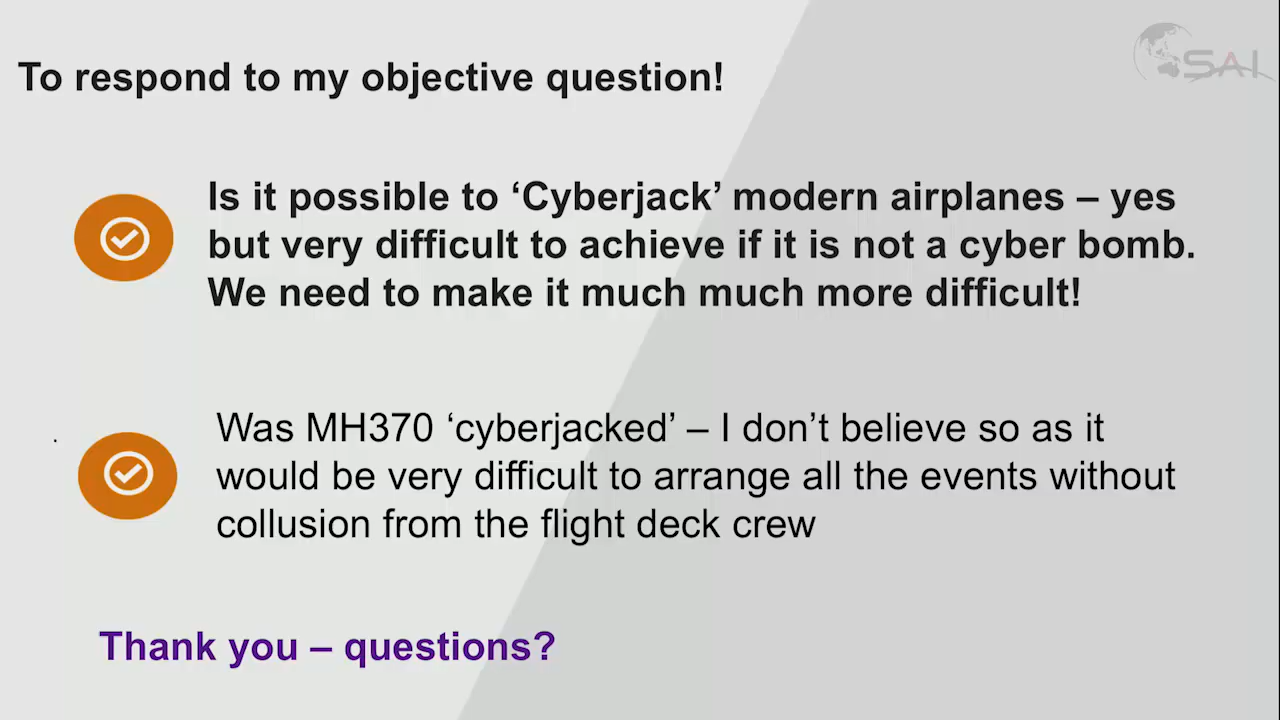 SAI
To respond to my objective question!
Is it possible to ‘Cyberjack’ modern airplanes – yes
but very difficult to achieve if it is not a cyber bomb.
We need to make it much much more difficult!
Was MH370 ‘cyberjacked’ – I don’t believe so as it
would be very difficult to arrange all the events without
collusion from the flight deck crew
Thank you – questions?